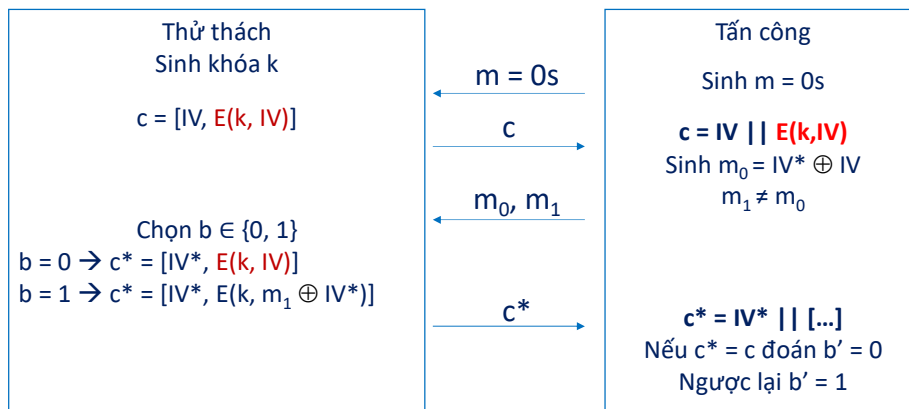 Thử thách
Sinh khóa k
c = [IV, E(k, IV)]
Chọn b ∈ {0, 1}
b = 0 → c* = [IV*, E(k, IV)]
b = 1 → c* = [IV*, E(k, m₁ ⊕ IV*)]
m = 0s
c
m₀, m₁
c*
Tấn công
Sinh m = 0s
c = IV || E(k,IV)
Sinh m₀ = IV* ⊕ IV
m₁ ≠ m₀
c* = IV* || […]
Nếu c* = c đoán b’ = 0
Ngược lại b’ = 1